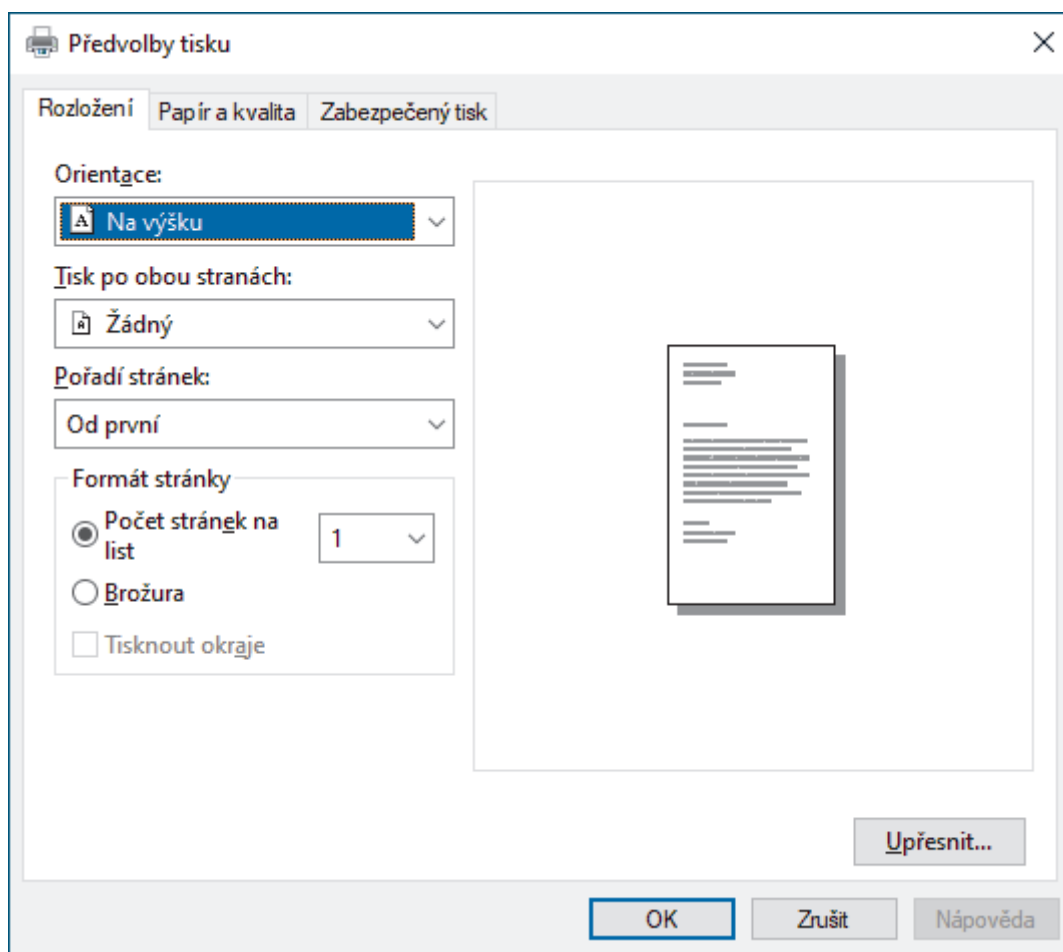 Předvolby tisku
Rozložení Papír a kvalita Zabezpečený tisk
Orientace:
Na výšku
Tisk po obou stranách:
Žádný
Pořadí stránek:
Od první
Formát stránky
Počet stránek na
list
1
Brožura
Tisknout okraje
Upřesnit...
OK Zrušit Nápověda